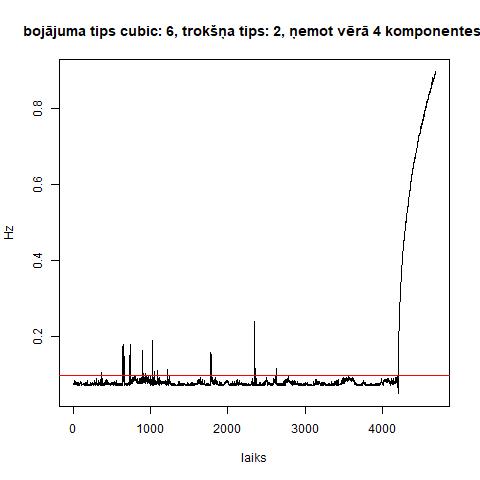 bojājuma tips cubic: 6, trokšņa tips: 2, ņemot vērā 4 komponentes
0.8
0.6
0.4
0.2
Hz
0 1000 2000 3000 4000
laiks